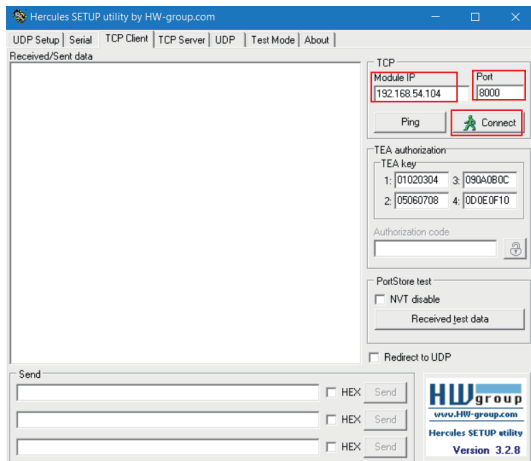 Hercules SETUP utility by HW-group.com
UDP Setup Serial TCP Client TCP Server UDP Test Mode About
Received/Sent data
TCP
Module IP Port
192.168.54.104 8000
Ping Connect
TEA authorization
TEA key
1: 01020304 3: 090A0B0C
2: 05060708 4: 0D0E0F10
Authorization code
PortStore test
NVT disable
Received test data
Redirect to UDP
Send
HEX Send
HEX Send
HEX Send
HWgroup
www.HW-group.com
Hercules SETUP utility
Version 3.2.8